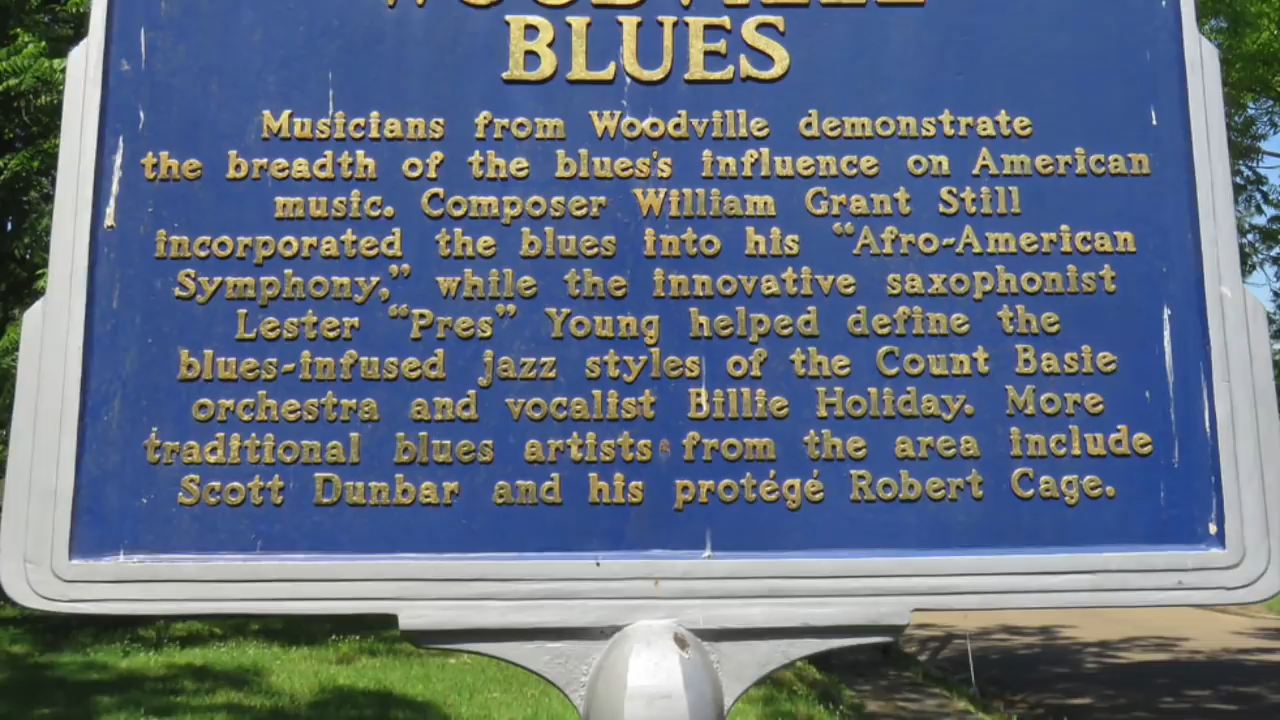 WOODVILLE
BLUES
Musicians from Woodville demonstrate
the breadth of the blues's influence on American
music. Composer William Grant Still
incorporated the blues into his “Afro-American
Symphony,” while the innovative saxophonist
Lester “Pres” Young helped define the
blues-infused jazz styles of the Count Basie
orchestra and vocalist Billie Holiday. More
traditional blues artists from the area include
Scott Dunbar and his protégé Robert Cage.